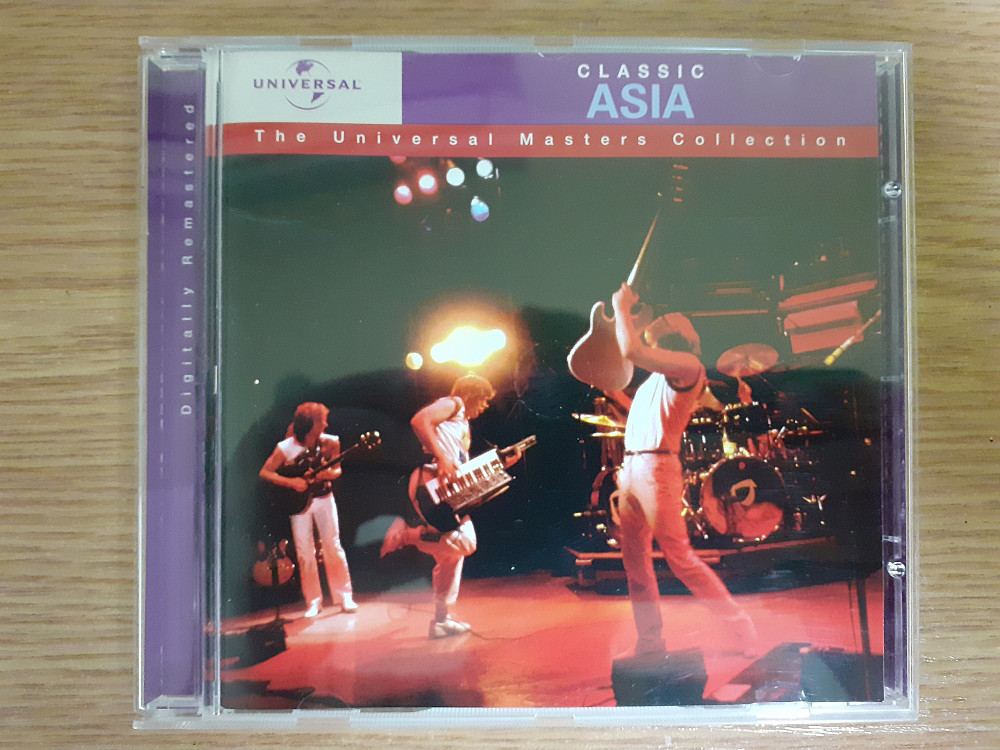 UNIVERSAL
CLASSIC
ASIA
The Universal Masters Collection
Digitally Remastered